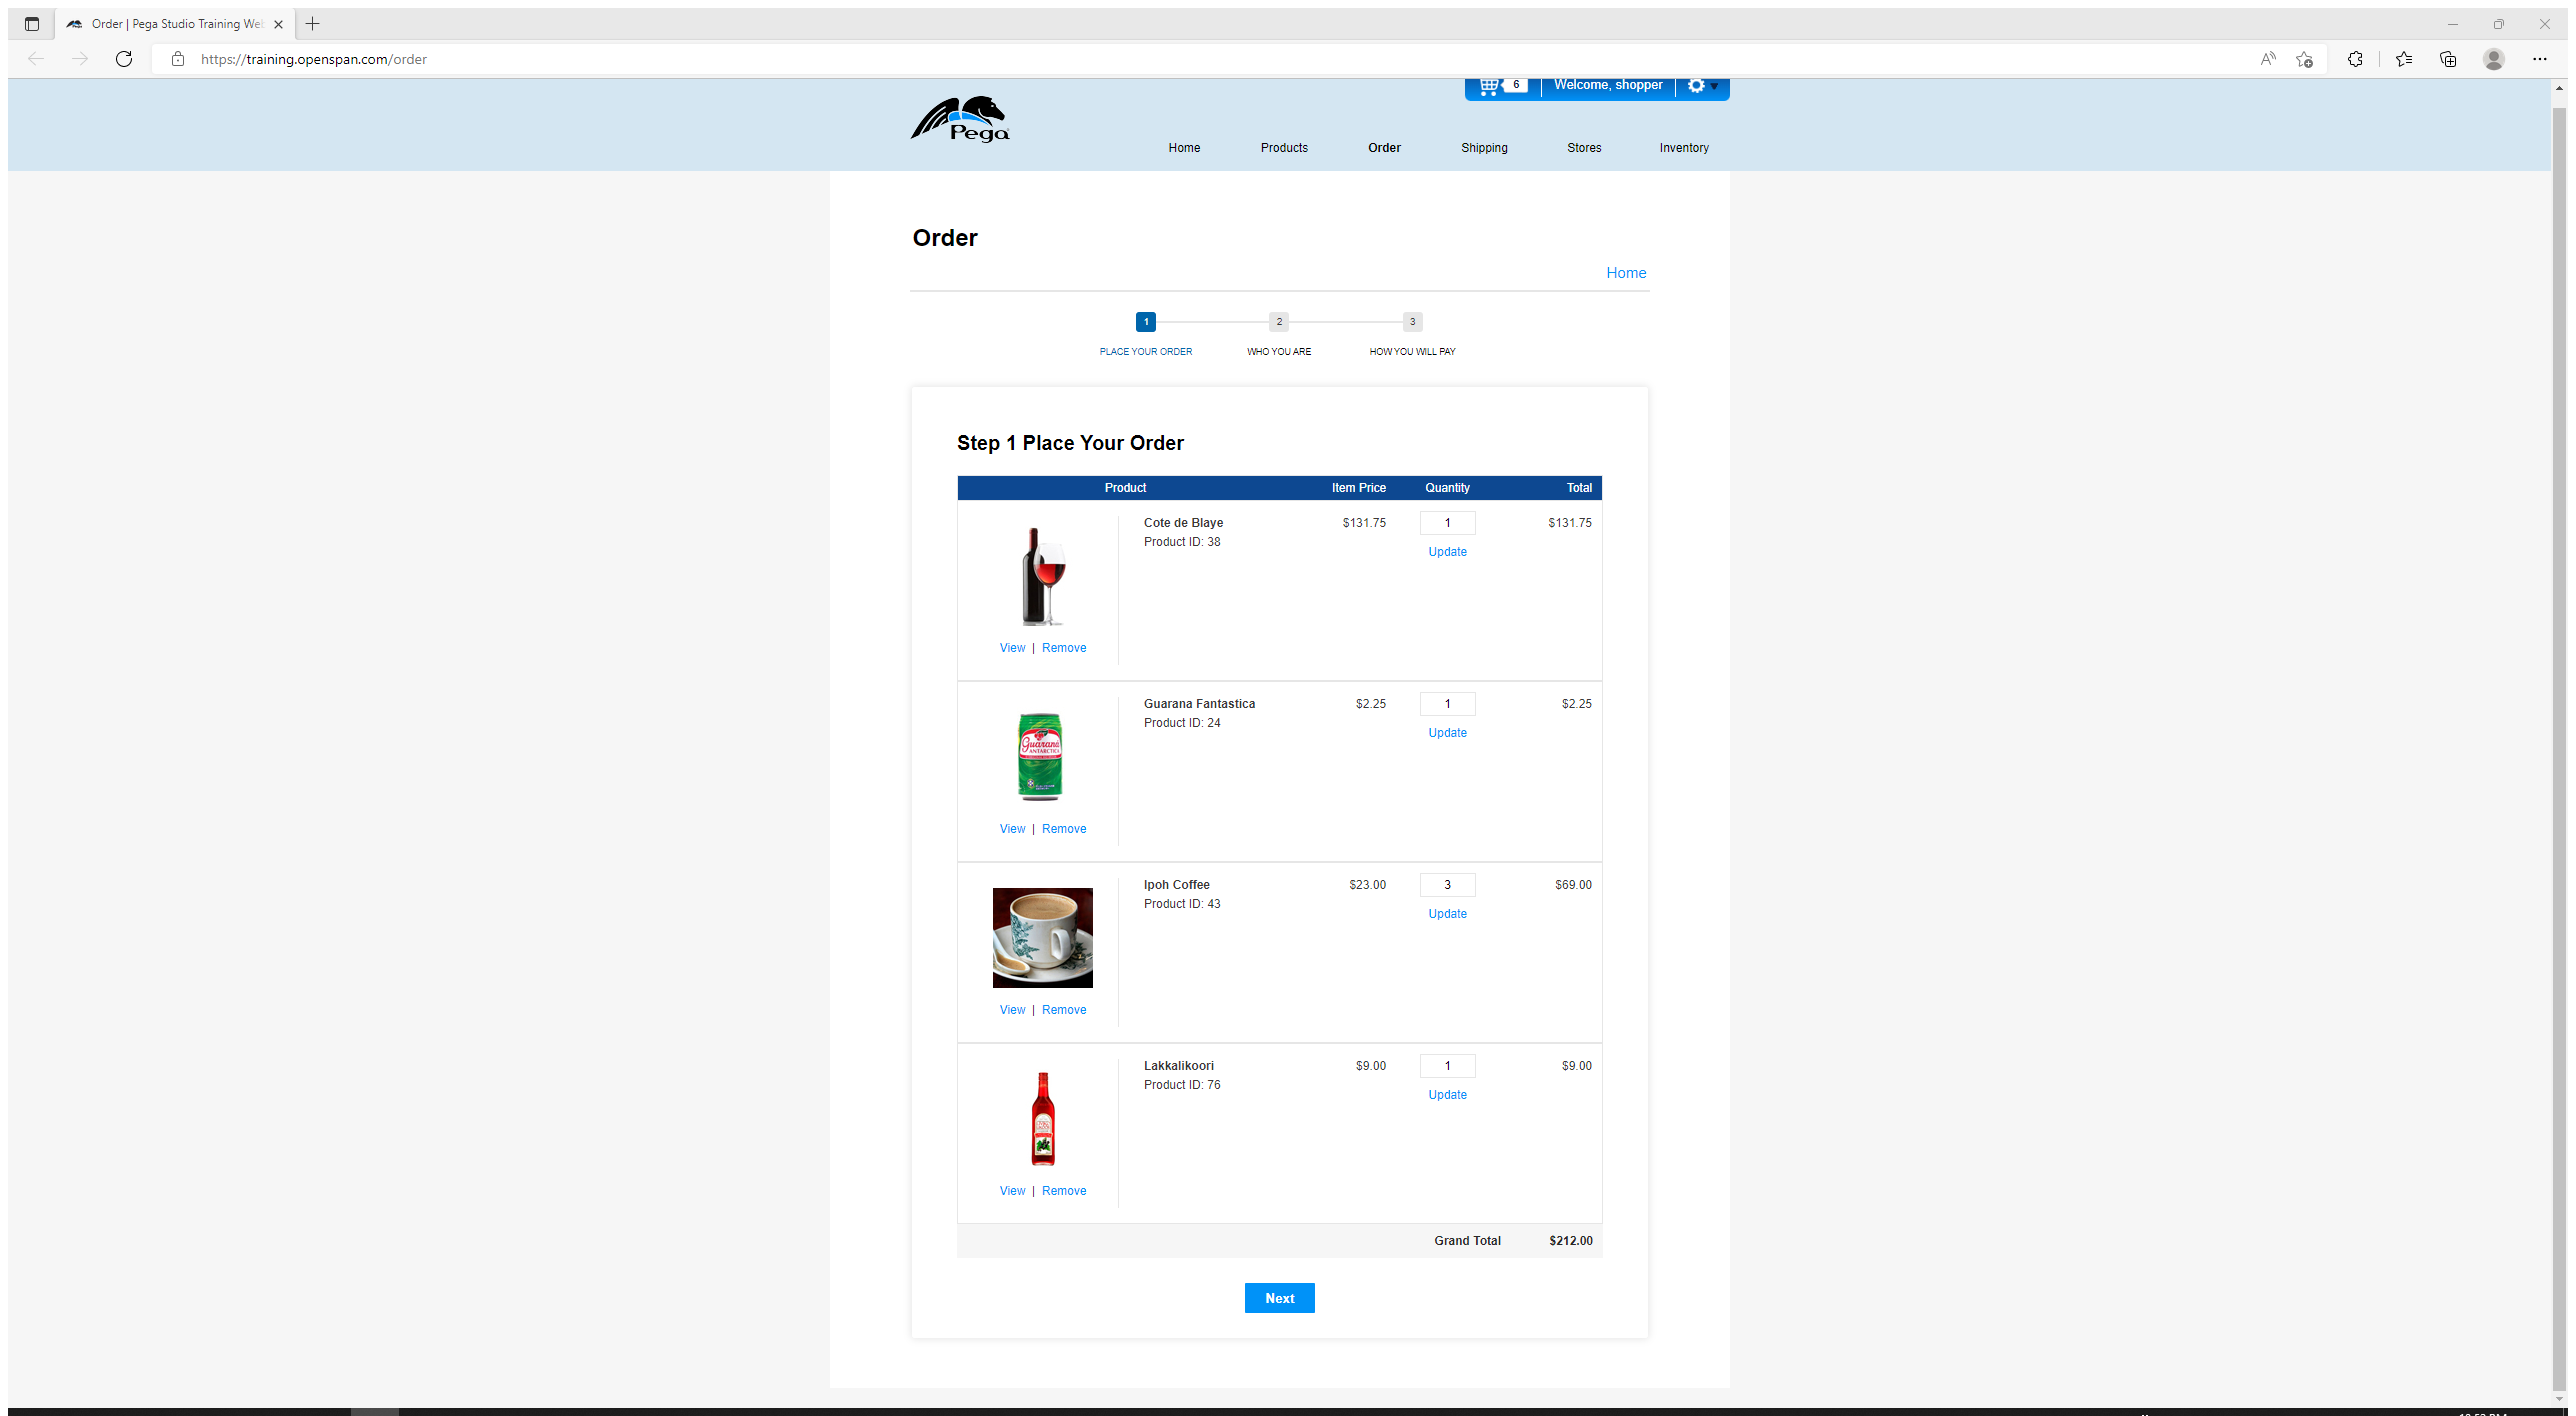 Order | Pega Studio Training Web
https://training.openspan.com/order
6 Welcome, shopper
Pega
Home Products Order Shipping Stores Inventory
Order
Home
1 2 3
PLACE YOUR ORDER WHO YOU ARE HOW YOU WILL PAY
Step 1 Place Your Order
Product Item Price Quantity Total
Cote de Blaye $131.75 1 $131.75
Product ID: 38
Update
View | Remove
Guarana Fantastica $2.25 1 $2.25
Product ID: 24
Update
Guaraná
ANTARCTICA
View | Remove
Ipoh Coffee $23.00 3 $69.00
Product ID: 43
Update
View | Remove
Lakkalikoori $9.00 1 $9.00
Product ID: 76
Update
View | Remove
Grand Total $212.00
Next